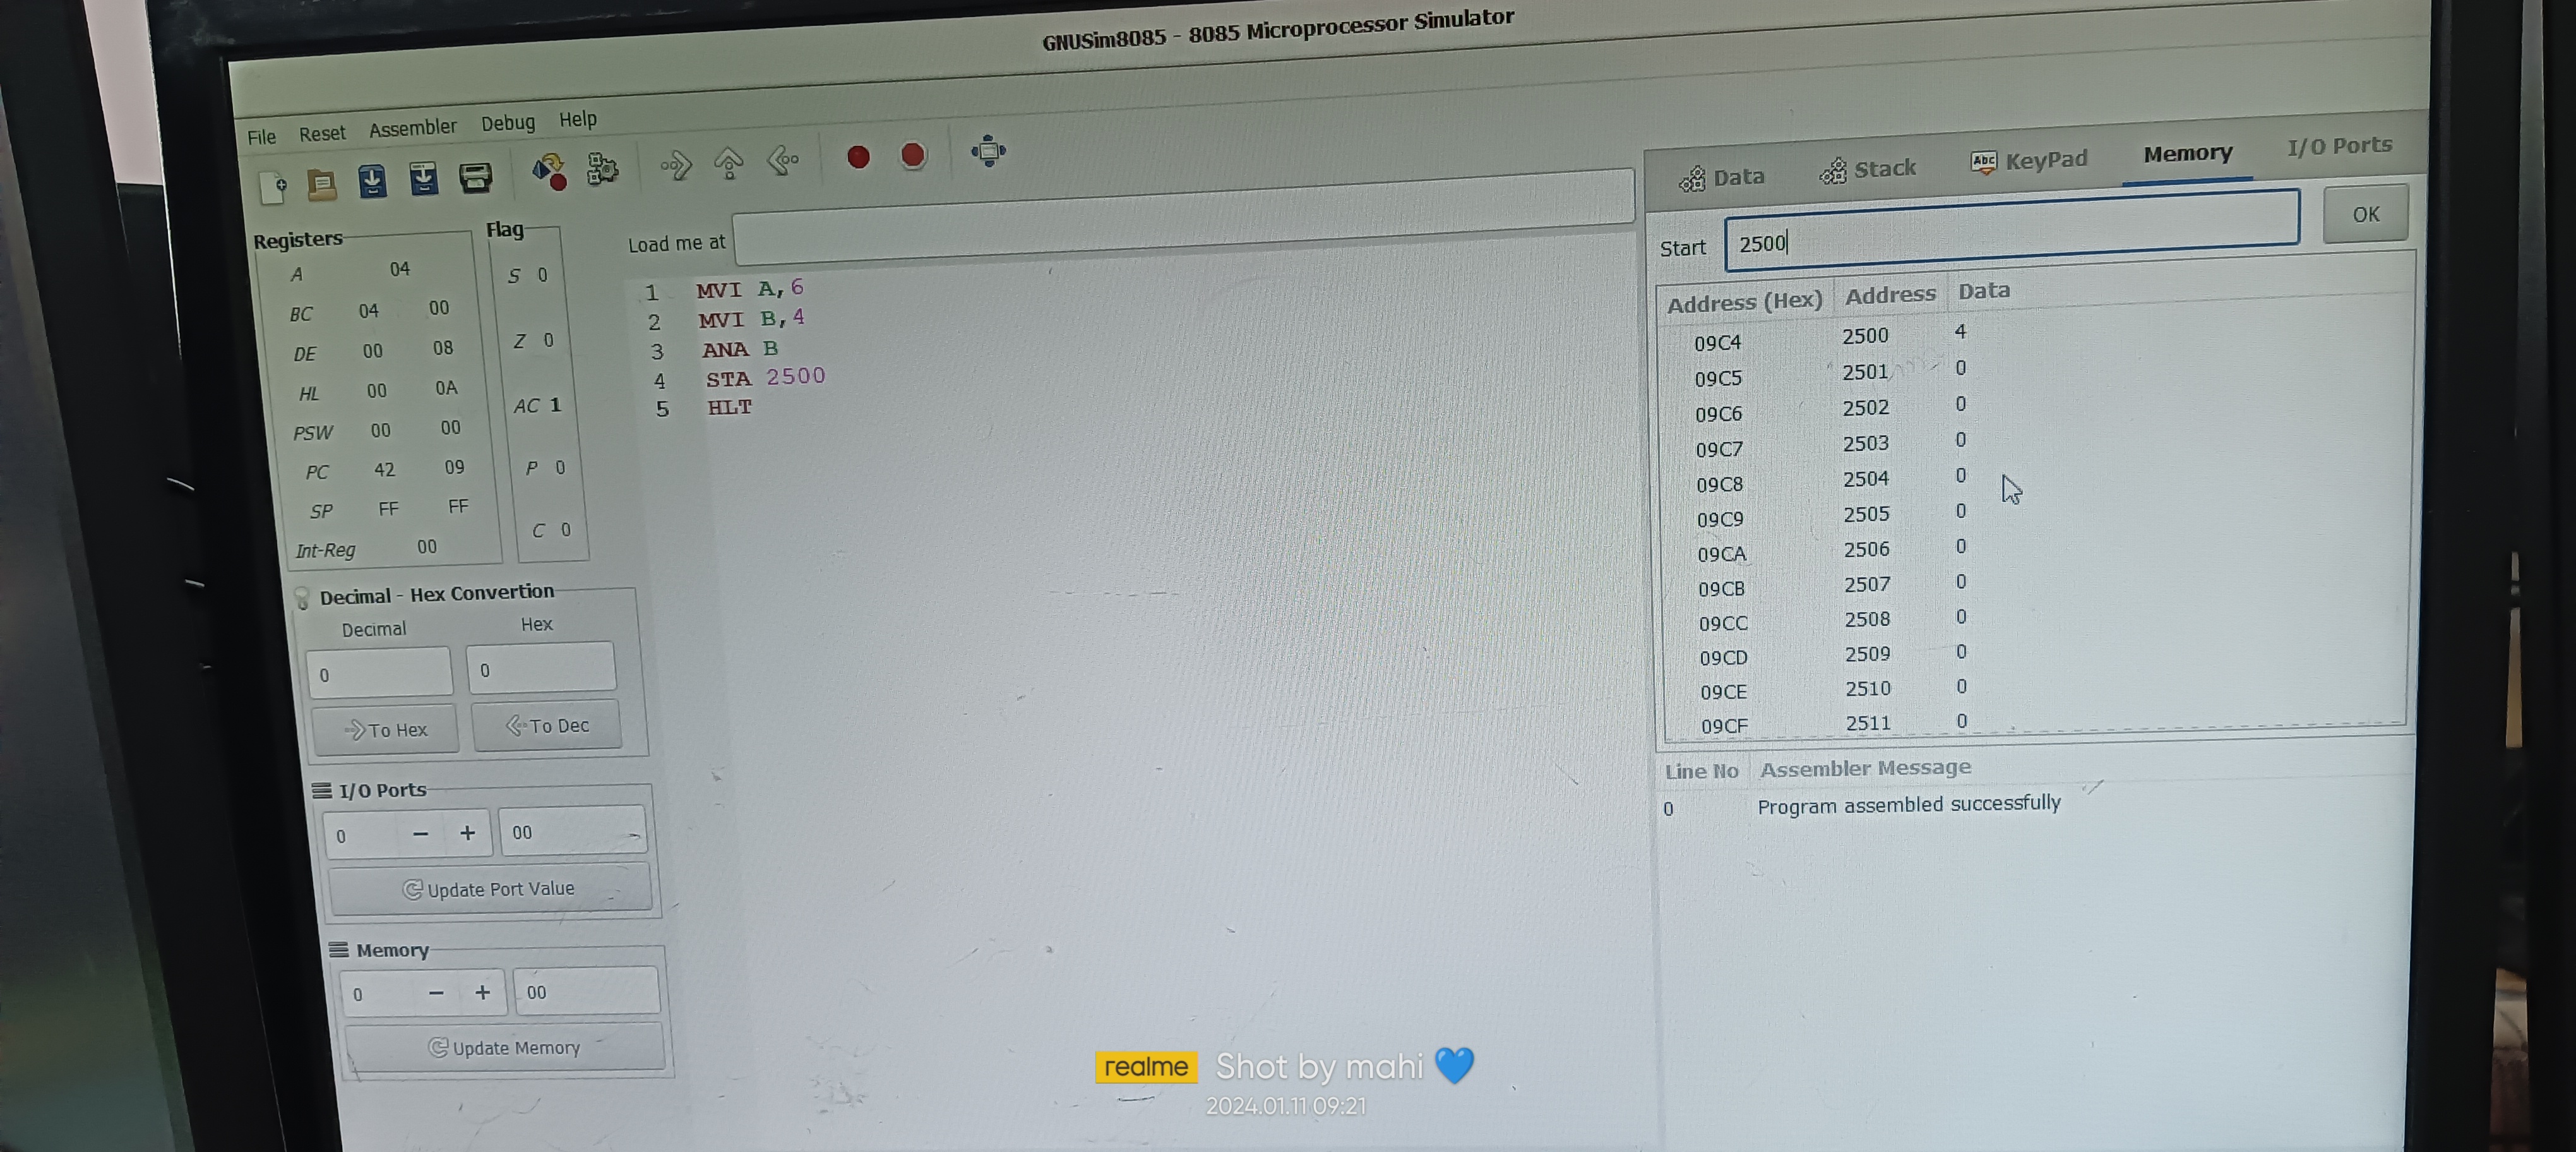 GNUSim8085 - 8085 Microprocessor Simulator
File Reset Assembler Debug Help
Registers
A 04
BC 04 00
DE 00 08
HL 00 0A
PSW 00 00
PC 42 09
SP FF FF
Int-Reg 00
Flag
S 0
Z 0
AC 1
P 0
C 0
Decimal - Hex Convertion
Decimal Hex
0 0
To Hex To Dec
I/O Ports
0 - + 00
Update Port Value
Memory
0 - + 00
Update Memory
Load me at
1 MVI A,6
2 MVI B,4
3 ANA B
4 STA 2500
5 HLT
Data Stack Abc KeyPad Memory I/O Ports
Start 2500 OK
Address (Hex) Address Data
09C4 2500 4
09C5 2501 0
09C6 2502 0
09C7 2503 0
09C8 2504 0
09C9 2505 0
09CA 2506 0
09CB 2507 0
09CC 2508 0
09CD 2509 0
09CE 2510 0
09CF 2511 0
Line No Assembler Message
0 Program assembled successfully
realme Shot by mahi 💙
2024.01.11 09:21